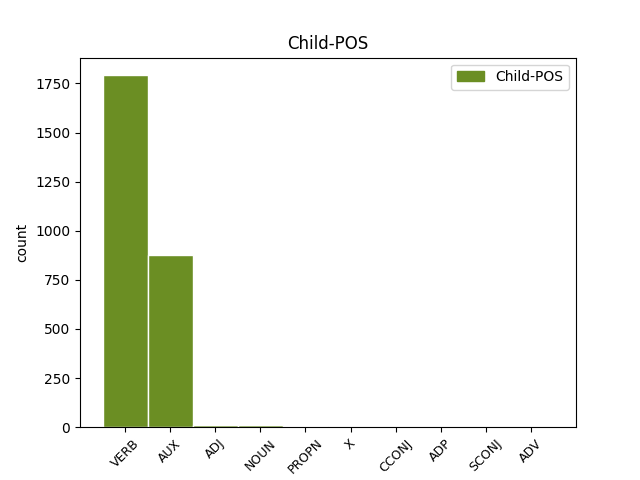 Child-POS
Child-POS
count
1750
1500
1250
1000
750
500
250
0
VERB
AUX
ADJ
NOUN
PROPN
X
CCONJ
ADP
SCONJ
ADV